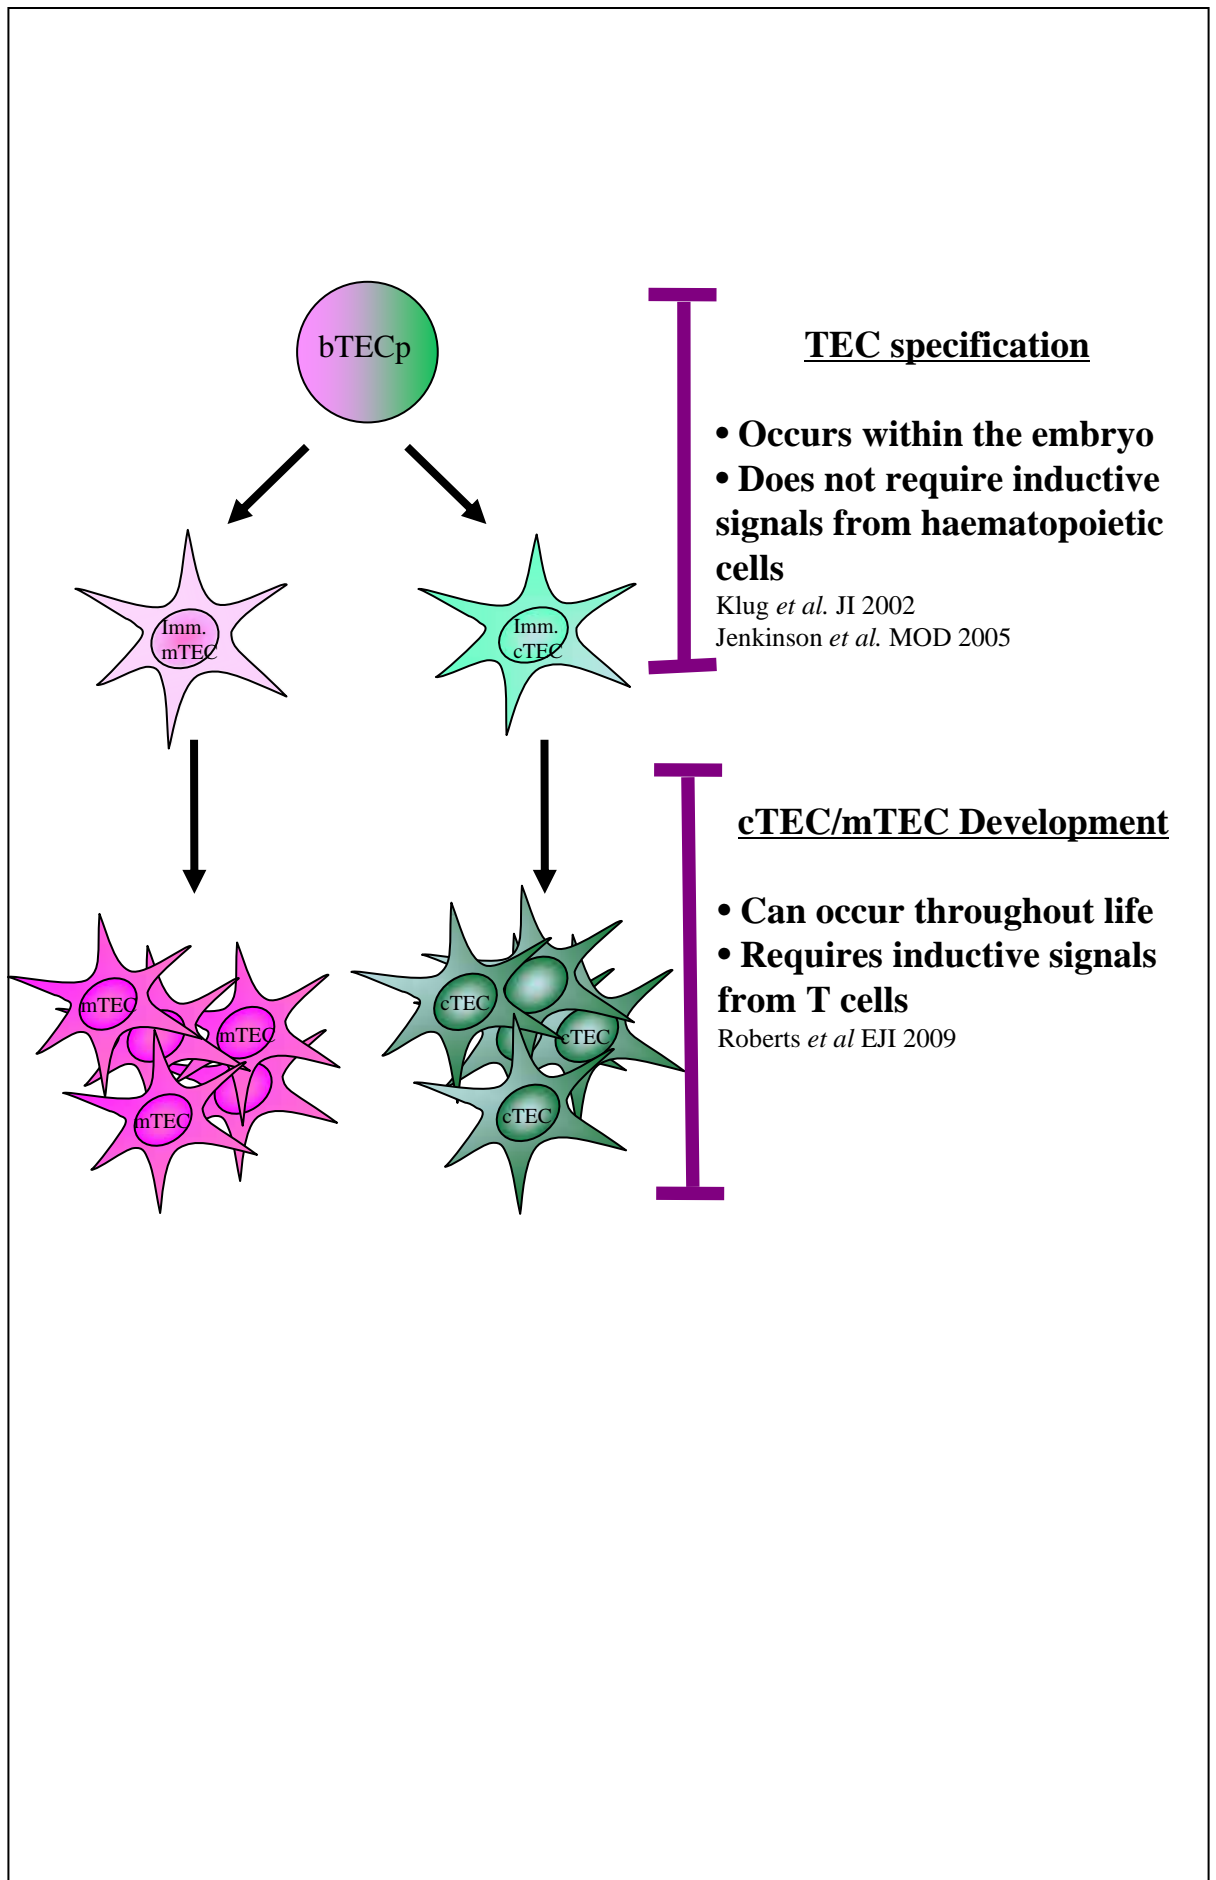 bTECp
TEC specification
• Occurs within the embryo
• Does not require inductive
signals from haematopoietic
cells
Klug et al. JI 2002
Jenkinson et al. MOD 2005
Imm.
mTEC
Imm.
cTEC
cTEC/mTEC Development
• Can occur throughout life
• Requires inductive signals
from T cells
Roberts et al EJI 2009
mTEC
mTEC
mTEC
cTEC
cTEC
cTEC